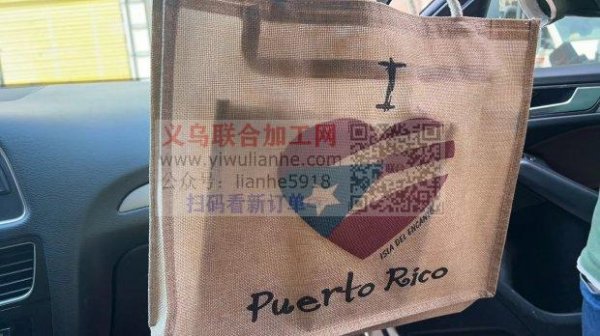 I
义乌联合加工网
www.yiwulianhe.com
公众号: lianhe5918
扫码看新订单
ISLA DEL ENCANTO
Puerto Rico